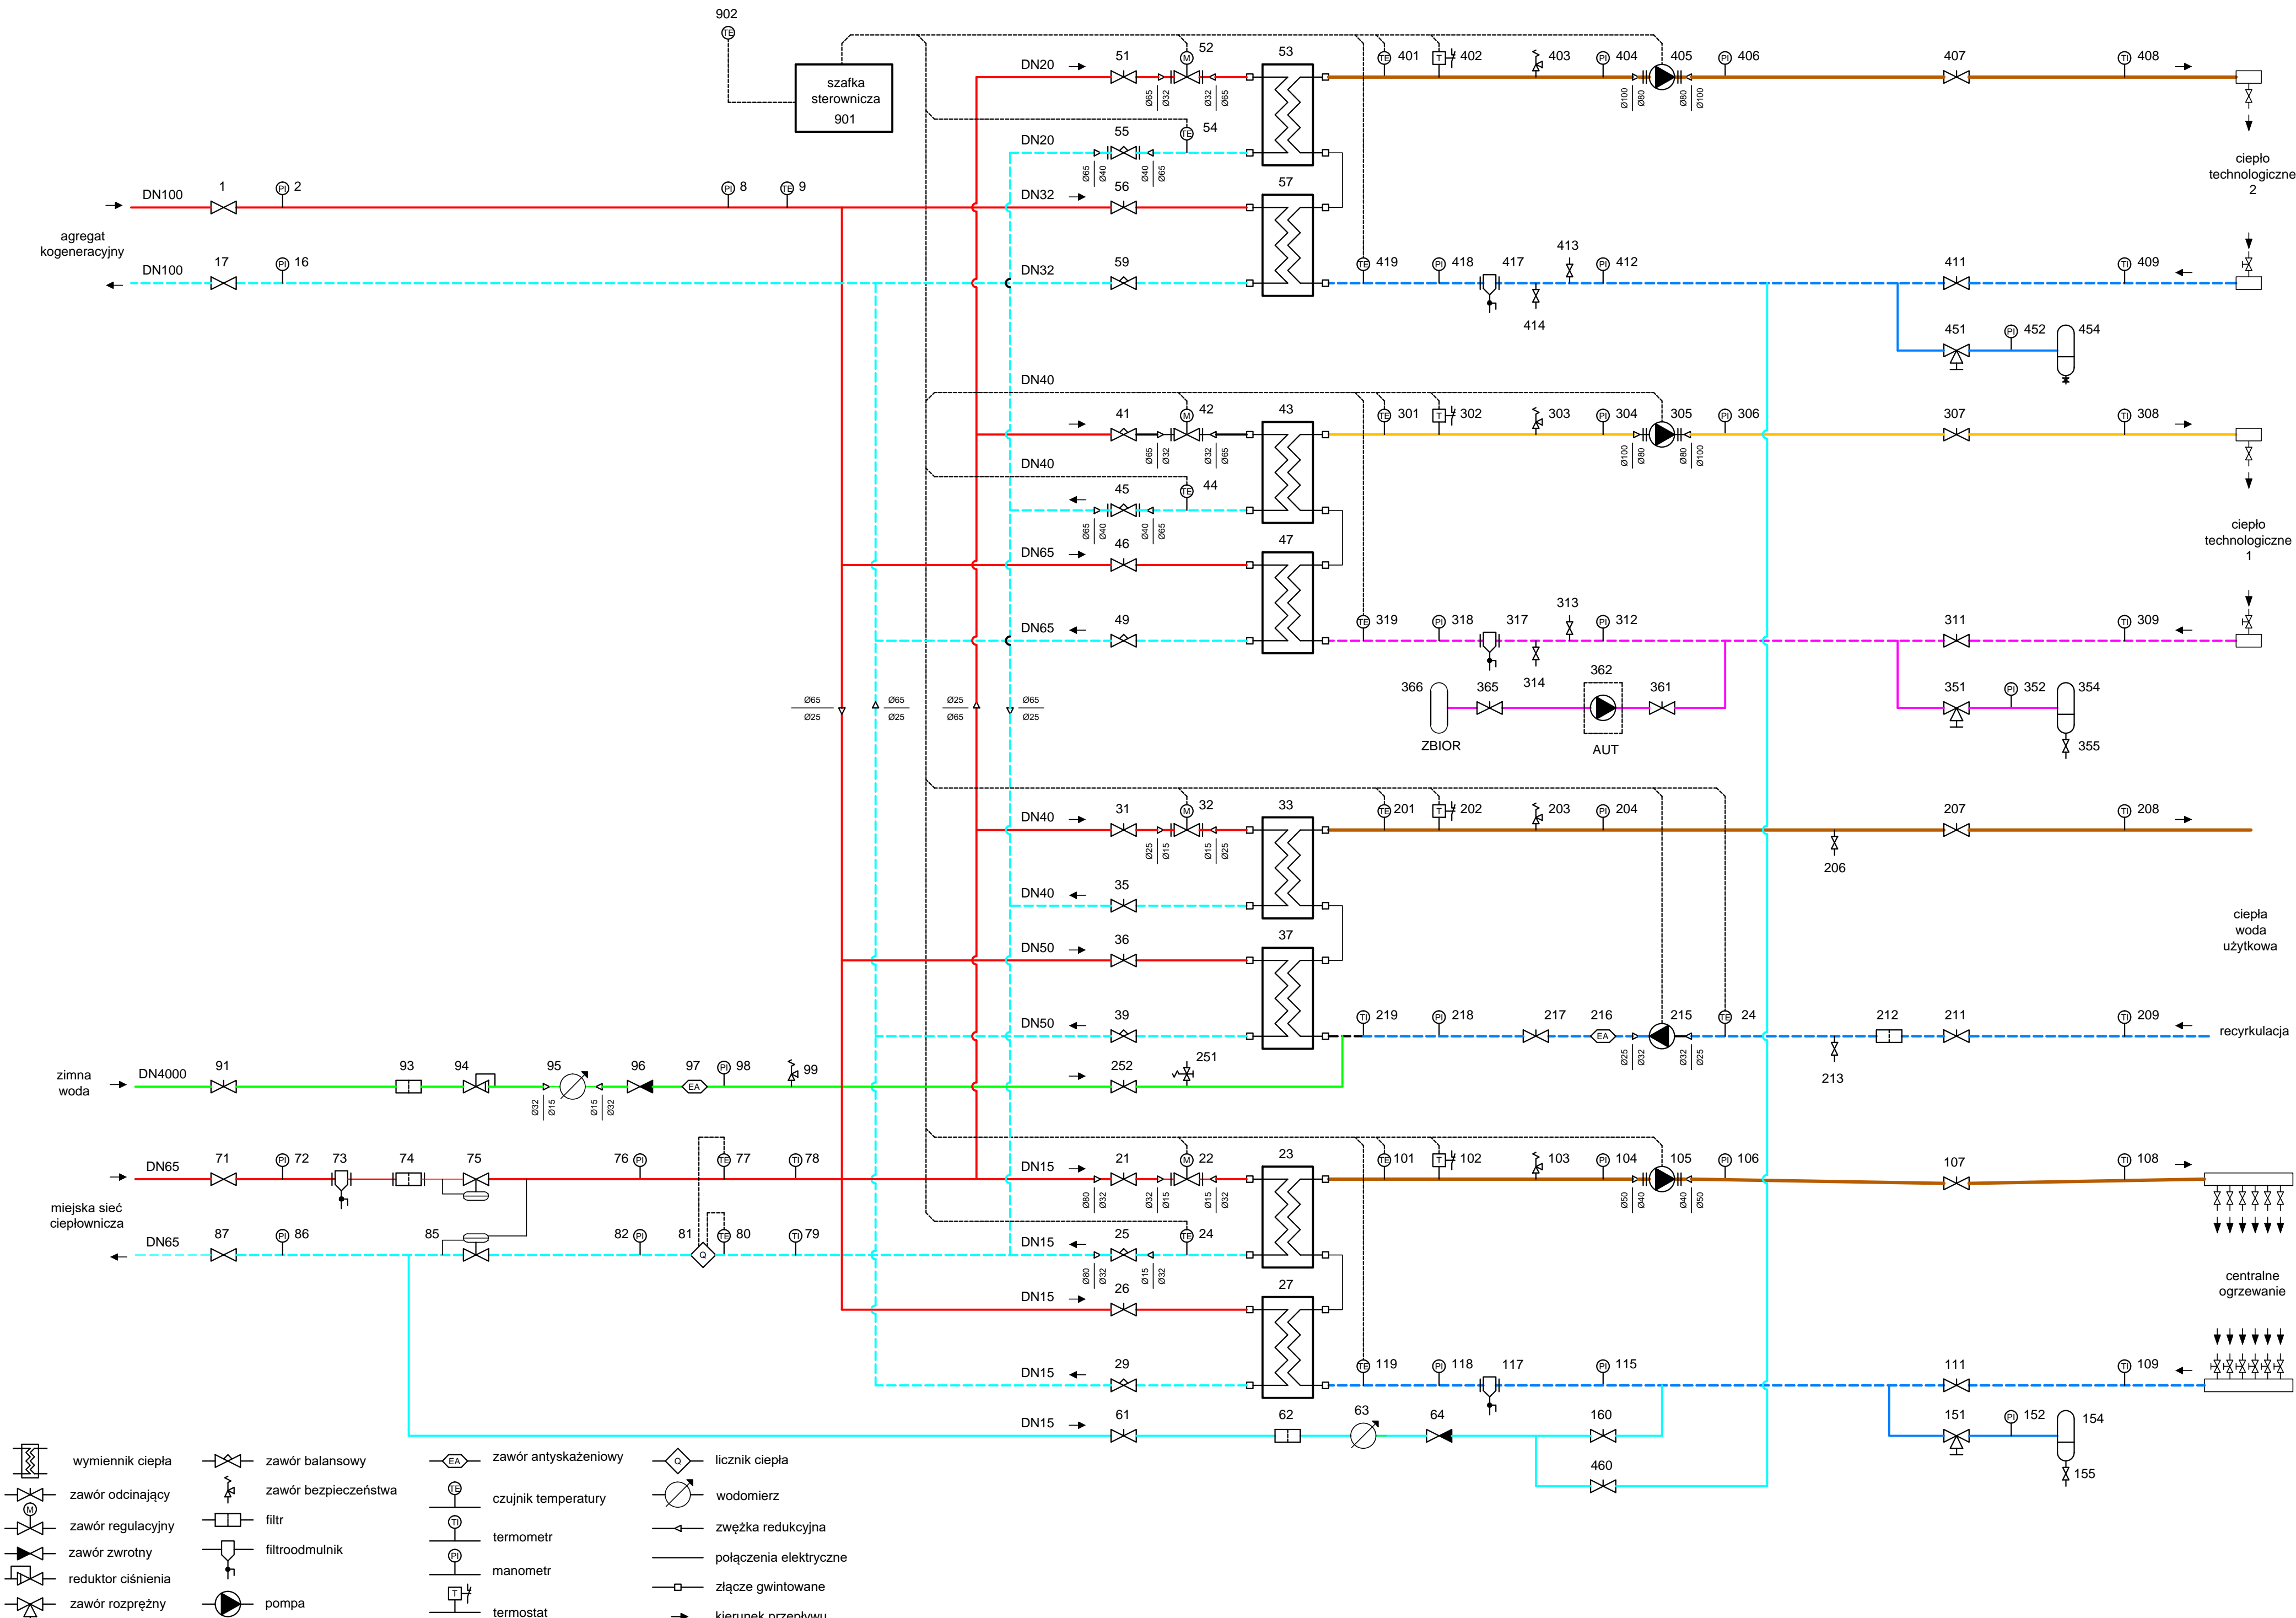 902
szafka
sterownicza
901
DN20
51
M
52
53
TE
401
T
402
403
PI
404
405
PI
406
407
TI
408
Ø65
Ø32
Ø32
Ø65
Ø100
Ø80
Ø80
Ø100
TE
DN20
55
TE
54
Ø65
Ø40
Ø40
Ø65
ciepło
technologiczne
2
DN100
1
PI
2
PI
8
TE
9
DN32
56
57
agregat
kogeneracyjny
DN100
17
PI
16
DN32
59
TE
419
PI
418
417
413
414
PI
412
411
TI
409
451
PI
452
454
DN40
41
M
42
43
TE
301
T
302
303
PI
304
305
PI
306
307
TI
308
Ø65
Ø32
Ø32
Ø65
Ø100
Ø80
Ø80
Ø100
DN40
45
TE
44
Ø65
Ø40
Ø40
Ø65
ciepło
technologiczne
1
DN65
46
47
DN65
49
TE
319
PI
318
317
313
314
PI
312
311
TI
309
366
365
362
361
351
PI
352
354
ZBIOR
AUT
355
Ø65
Ø25
Ø65
Ø25
Ø25
Ø65
Ø65
Ø25
DN40
31
M
32
33
TE
201
T
202
203
PI
204
206
207
TI
208
Ø25
Ø15
Ø15
Ø25
DN40
35
ciepła
woda
użytkowa
DN50
36
37
DN50
39
TI
219
PI
218
217
EA
216
215
TE
24
213
212
211
TI
209
recyrkulacja
Ø25
Ø32
Ø32
Ø25
zimna
woda
DN4000
91
93
94
95
96
EA
97
PI
98
99
252
251
Ø32
Ø15
Ø15
Ø32
DN65
71
PI
72
73
74
75
76
PI
TE
77
TI
78
DN15
21
M
22
23
TE
101
T
102
103
PI
104
105
PI
106
107
TI
108
Ø80
Ø32
Ø32
Ø15
Ø15
Ø32
Ø50
Ø40
Ø40
Ø50
miejska sieć
ciepłownicza
DN65
87
PI
86
85
82
PI
81
Q
TE
80
TI
79
DN15
25
TE
24
Ø80
Ø32
Ø15
Ø32
centralne
ogrzewanie
DN15
26
27
DN15
29
TE
119
PI
118
117
PI
115
111
TI
109
DN15
61
62
63
64
160
460
151
PI
152
154
155
wymiennik ciepła
zawór odcinający
M
zawór regulacyjny
zawór zwrotny
reduktor ciśnienia
zawór rozprężny
zawór balansowy
zawór bezpieczeństwa
filtr
filtroodmulnik
pompa
EA
zawór antyskażeniowy
TE
czujnik temperatury
TI
termometr
PI
manometr
T
termostat
Q
licznik ciepła
wodomierz
zwężka redukcyjna
połączenia elektryczne
złącze gwintowane
kierunek przepływu